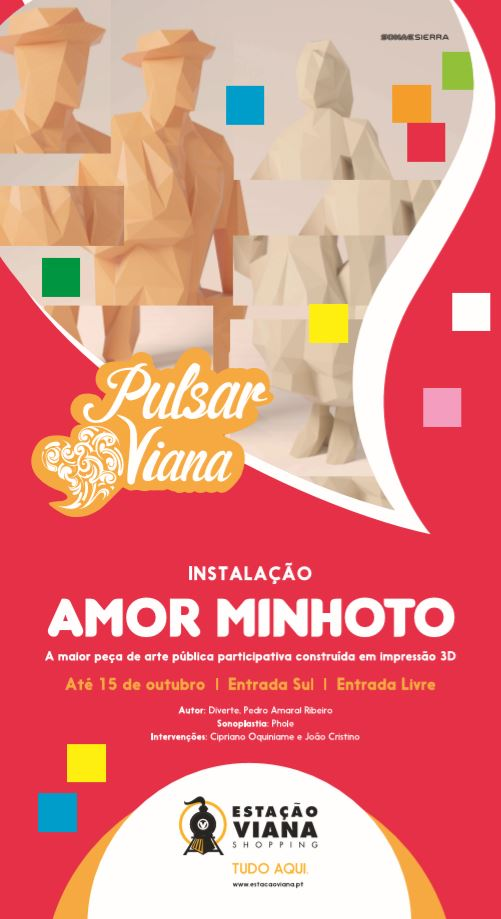 SONAE SIERRA
Pulsar
Viana
INSTALAÇÃO
AMOR MINHOTO
A maior peça de arte pública participativa construída em impressão 3D
Até 15 de outubro | Entrada Sul | Entrada Livre
Autor: Diverte, Pedro Amaral Ribeiro
Sonoplastia: Phole
Intervenções: Cipriano Oquiniame e João Cristino
ESTAÇÃO
VIANA
SHOPPING
TUDO AQUI.
www.estacaoviana.pt